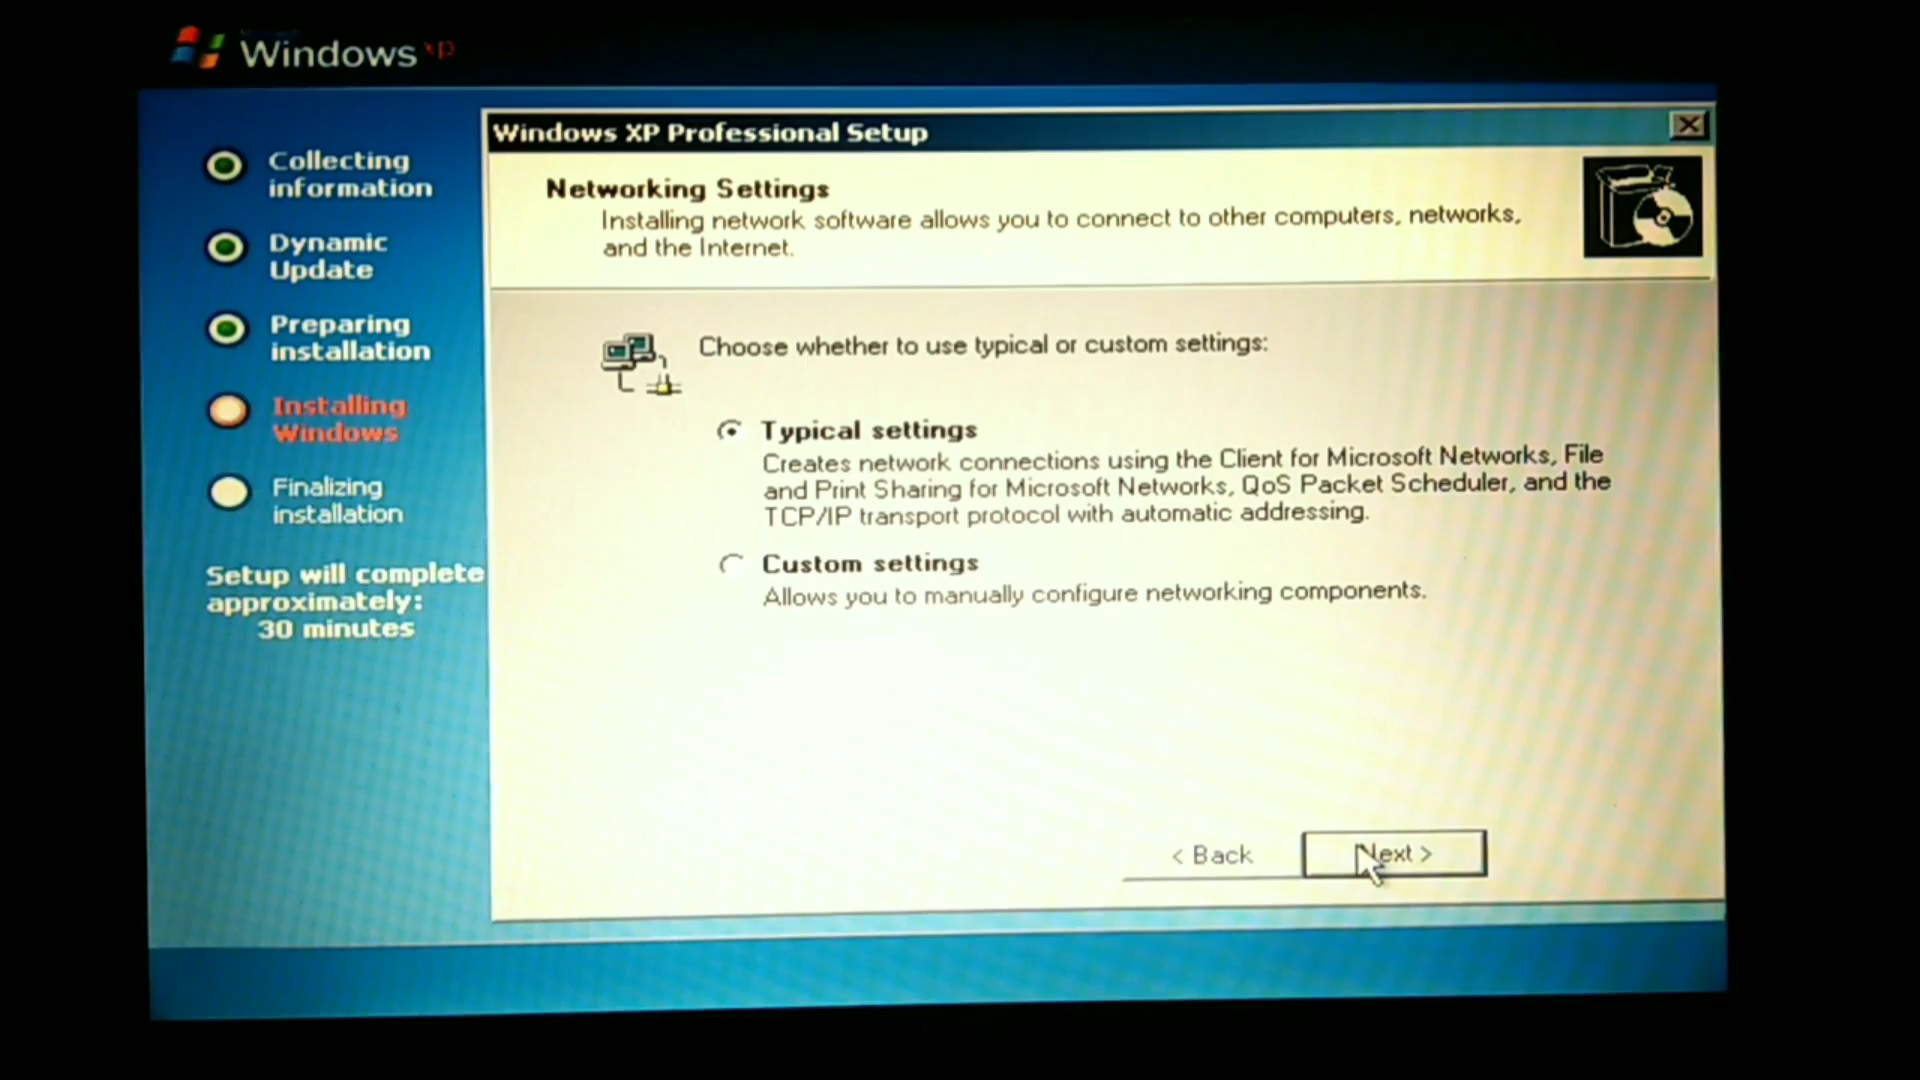 Windows xp
Collecting
information
Dynamic
Update
Preparing
installation
Installing
Windows
Finalizing
installation
Setup will complete
approximately:
30 minutes
Windows XP Professional Setup
Networking Settings
Installing network software allows you to connect to other computers, networks,
and the Internet.
Choose whether to use typical or custom settings:
Typical settings
Creates network connections using the Client for Microsoft Networks, File
and Print Sharing for Microsoft Networks, QoS Packet Scheduler, and the
TCP/IP transport protocol with automatic addressing.
Custom settings
Allows you to manually configure networking components.
< Back
Next >